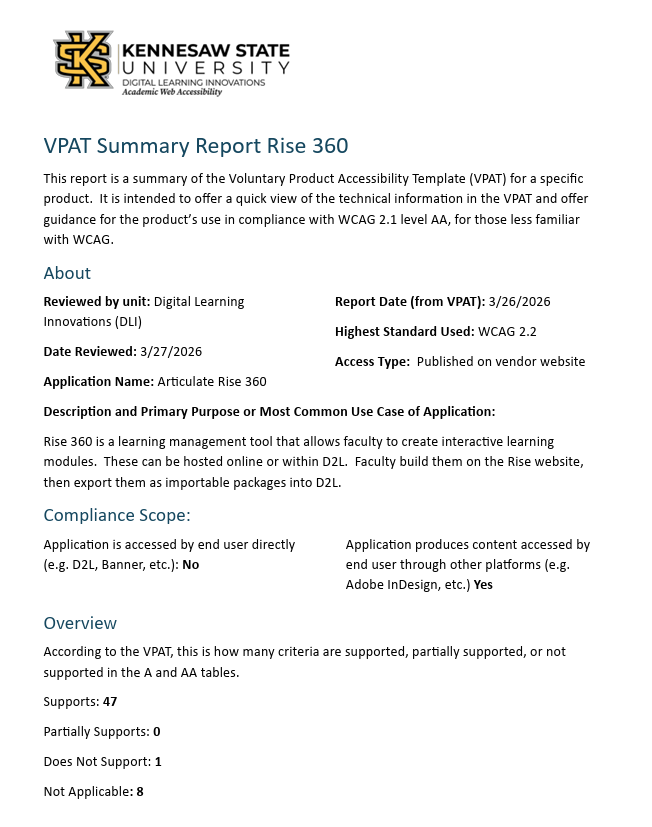 KENNESAW STATE
UNIVERSITY
DIGITAL LEARNING INNOVATIONS
Academic Web Accessibility
VPAT Summary Report Rise 360
This report is a summary of the Voluntary Product Accessibility Template (VPAT) for a specific
product.  It is intended to offer a quick view of the technical information in the VPAT and offer
guidance for the product's use in compliance with WCAG 2.1 level AA, for those less familiar
with WCAG.
About
Reviewed by unit: Digital Learning
Innovations (DLI)
Date Reviewed: 3/27/2026
Application Name: Articulate Rise 360
Report Date (from VPAT): 3/26/2026
Highest Standard Used: WCAG 2.2
Access Type:  Published on vendor website
Description and Primary Purpose or Most Common Use Case of Application:
Rise 360 is a learning management tool that allows faculty to create interactive learning
modules.  These can be hosted online or within D2L.  Faculty build them on the Rise website,
then export them as importable packages into D2L.
Compliance Scope:
Application is accessed by end user directly
(e.g. D2L, Banner, etc.): No
Application produces content accessed by
end user through other platforms (e.g.
Adobe InDesign, etc.) Yes
Overview
According to the VPAT, this is how many criteria are supported, partially supported, or not
supported in the A and AA tables.
Supports: 47
Partially Supports: 0
Does Not Support: 1
Not Applicable: 8